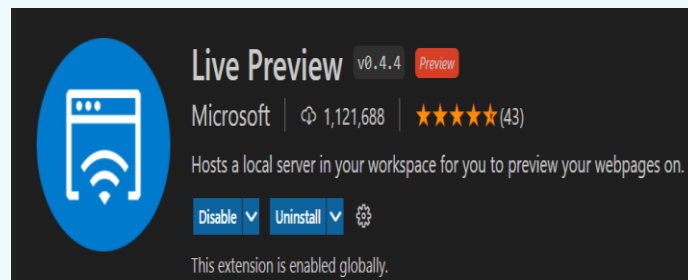 Live Preview v0.4.4 Preview
Microsoft 1,121,688 (43)
Hosts a local server in your workspace for you to preview your webpages on.
Disable Uninstall
This extension is enabled globally.